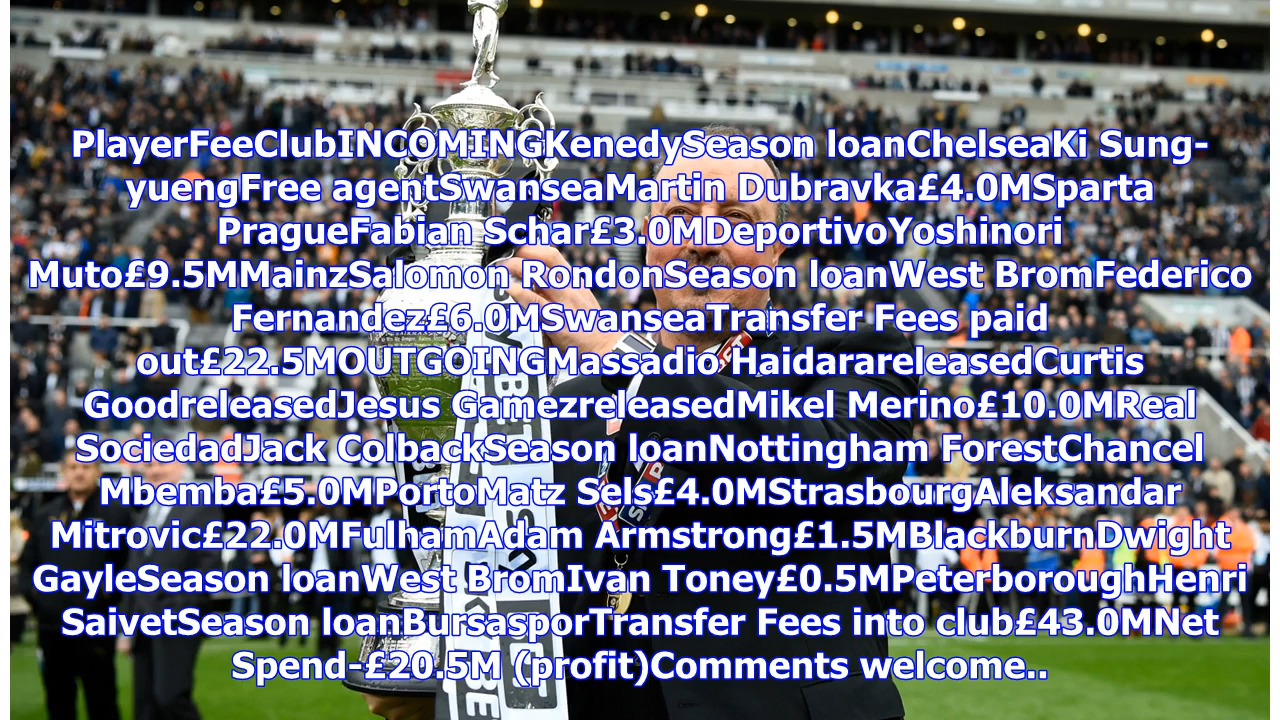 PlayerFeeClubINCOMINGKenedySeason loanChelseaKi Sung-
yuengFree agentSwanseaMartin Dubravka£4.0MSparta
PragueFabian Schar£3.0MDeportivoYoshinori
Muto£9.5MMainzSalomon RondonSeason loanWest BromFederico
Fernandez£6.0MSwanseaTransfer Fees paid
out£22.5MOUTGOINGMassadio HaidarareleasedCurtis
GoodreleasedJesus GamezreleasedMikel Merino£10.0MReal
SociedadJack ColbackSeason loanNottingham ForestChancel
Mbemba£5.0MPortoMatz Sels£4.0MStrasbourgAleksandar
Mitrovic£22.0MFulhamAdam Armstrong£1.5MBlackburnDwight
GayleSeason loanWest BromIvan Toney£0.5MPeterboroughHenri
SaivetSeason loanBursasporTransfer Fees into club£43.0MNet
Spend-£20.5M (profit)Comments welcome..